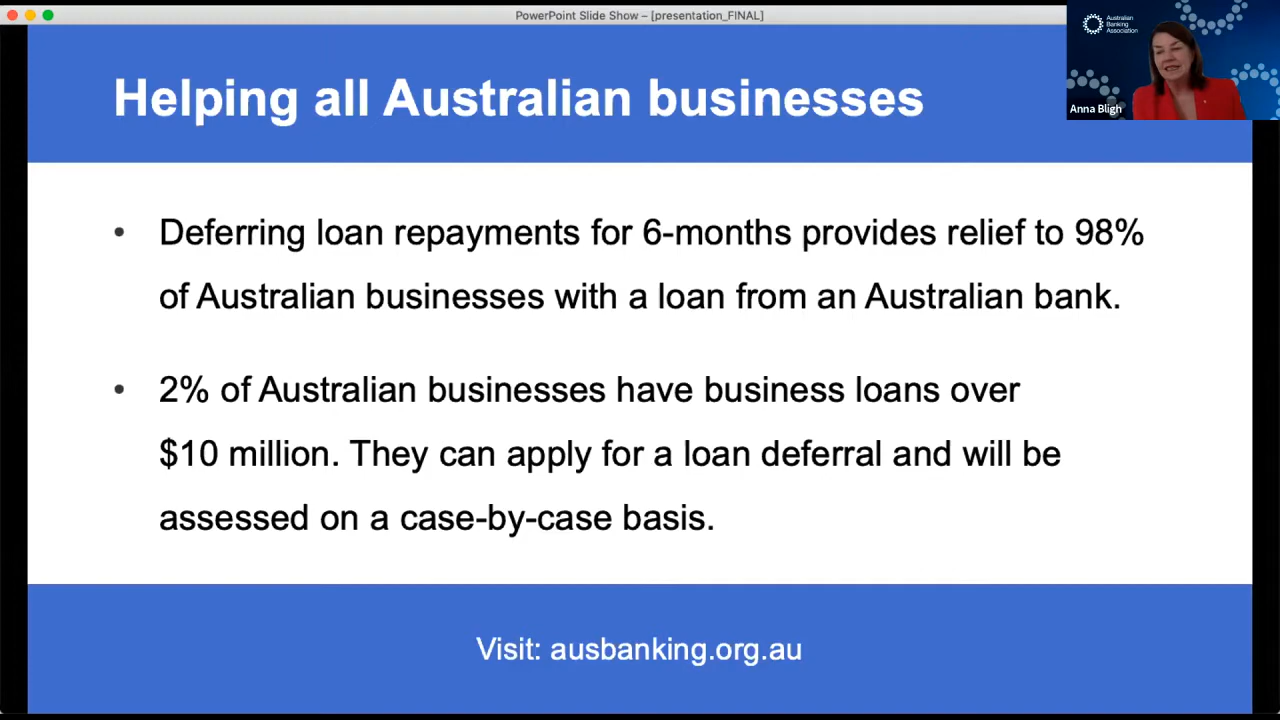 PowerPoint Slide Show – [presentation_FINAL]
Australian
Banking
Association
Anna Bligh
Helping all Australian businesses
• Deferring loan repayments for 6-months provides relief to 98%
of Australian businesses with a loan from an Australian bank.
• 2% of Australian businesses have business loans over
$10 million. They can apply for a loan deferral and will be
assessed on a case-by-case basis.
Visit: ausbanking.org.au